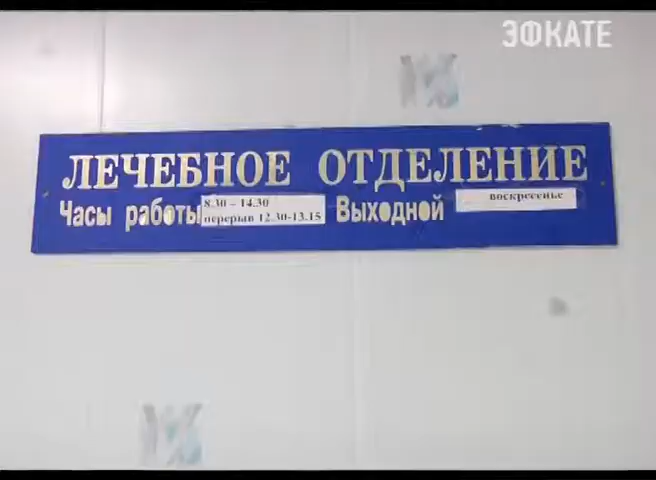 ЭФКАТЕ
ЛЕЧЕБНОЕ ОТДЕЛЕНИЕ
Часы работы 8.30 – 14.30 Выходной воскресенье
перерыв 12.30-13.15